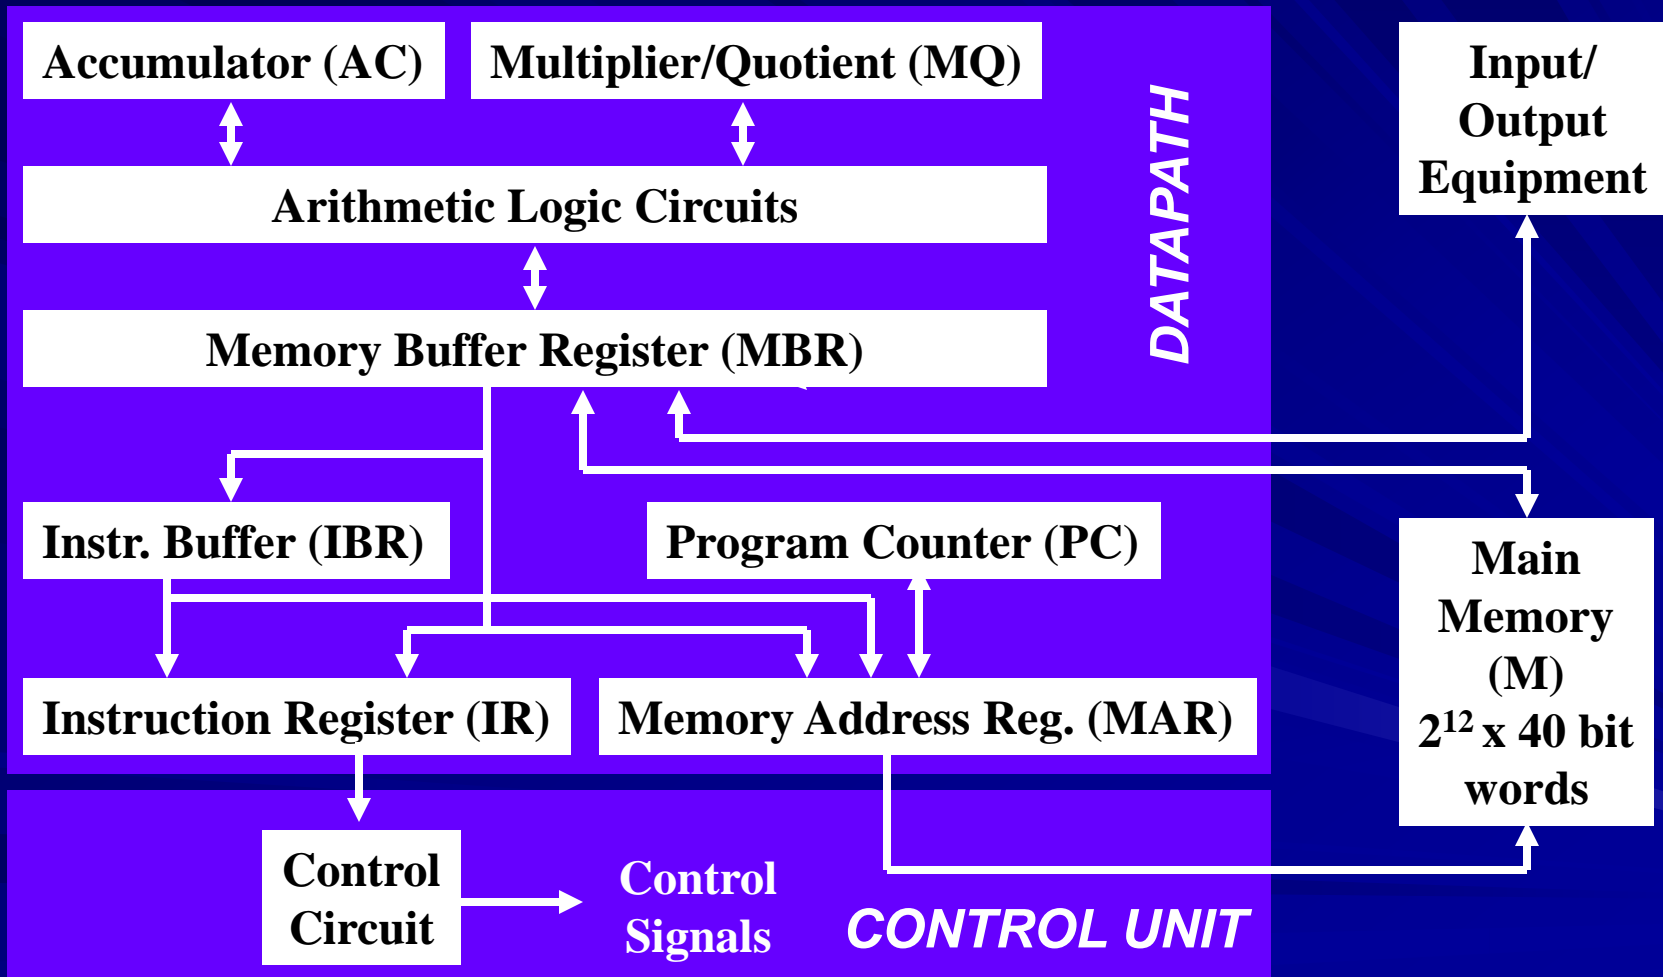 Accumulator (AC)
Multiplier/Quotient (MQ)
Arithmetic Logic Circuits
Memory Buffer Register (MBR)
DATAPATH
Instr. Buffer (IBR)
Program Counter (PC)
Instruction Register (IR)
Memory Address Reg. (MAR)
Input/
Output
Equipment
Main
Memory
(M)
2¹² x 40 bit
words
Control
Circuit
Control
Signals
CONTROL UNIT